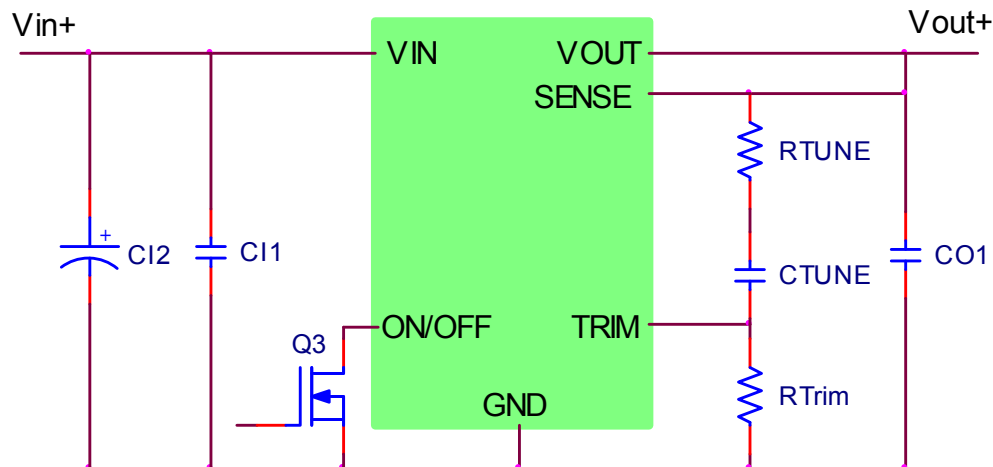 Vin+
Vout+
VIN
VOUT
SENSE
RTUNE
+
CI2
CI1
CTUNE
CO1
ON/OFF
TRIM
Q3
RTrim
GND